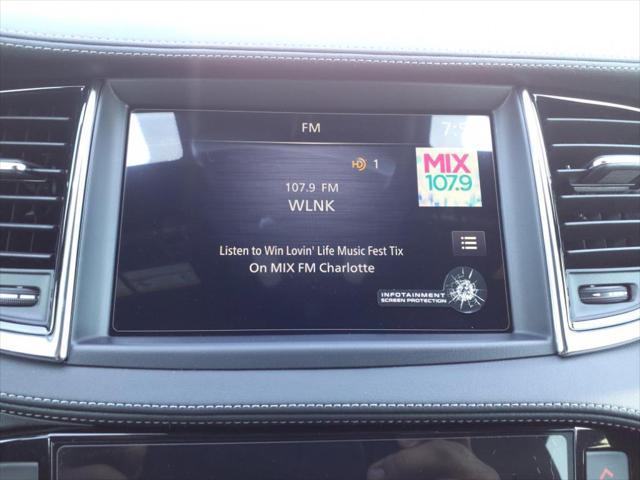 FM
1
MIX
107.9
107.9 FM
WLNK
Listen to Win Lovin' Life Music Fest Tix
On MIX FM Charlotte
INFOTAINMENT
SCREEN PROTECTION